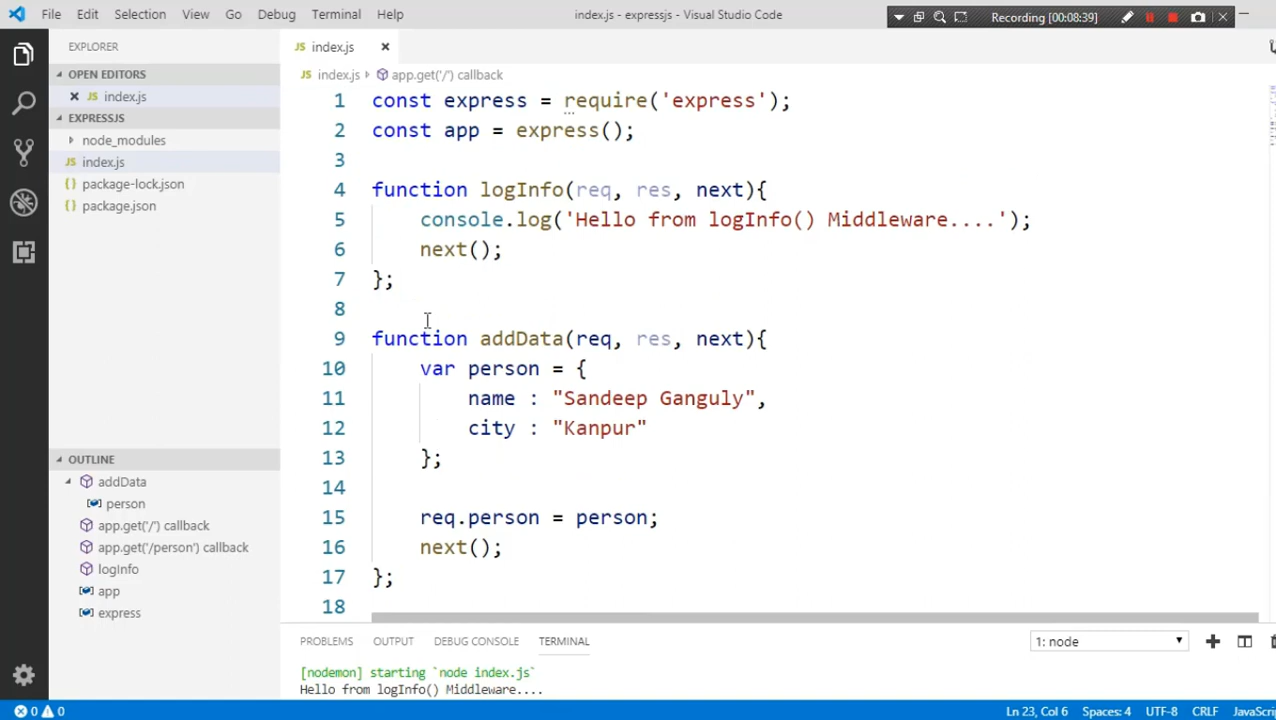 File Edit Selection View Go Debug Terminal Help index.js - expressjs - Visual Studio Code Recording [00:08:39]
EXPLORER
OPEN EDITORS
index.js
EXPRESSJS
node_modules
JS index.js
{} package-lock.json
{} package.json
OUTLINE
addData
person
app.get('/') callback
app.get('/person') callback
logInfo
app
express
JS index.js
JS index.js app.get('/') callback
1 const express = require('express');
2 const app = express();
3
4 function logInfo(req, res, next){
5 console.log('Hello from logInfo() Middleware....');
6 next();
7 };
8
9 function addData(req, res, next){
10 var person = {
11 name : "Sandeep Ganguly",
12 city : "Kanpur"
13 };
14
15 req.person = person;
16 next();
17 };
18
PROBLEMS OUTPUT DEBUG CONSOLE TERMINAL 1: node
[nodemon] starting `node index.js`
Hello from logInfo() Middleware....
0 0 Ln 23, Col 6 Spaces: 4 UTF-8 CRLF JavaScri